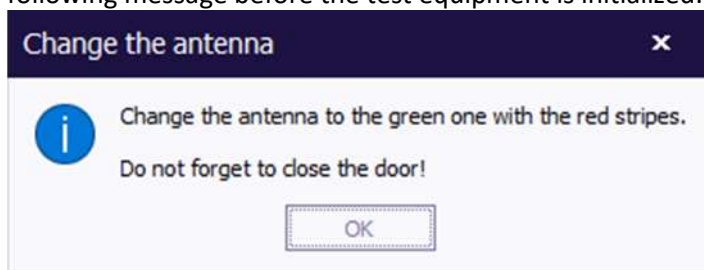 following message before the test equipment is initialized.
Change the antenna
Change the antenna to the green one with the red stripes.
Do not forget to close the door!
OK